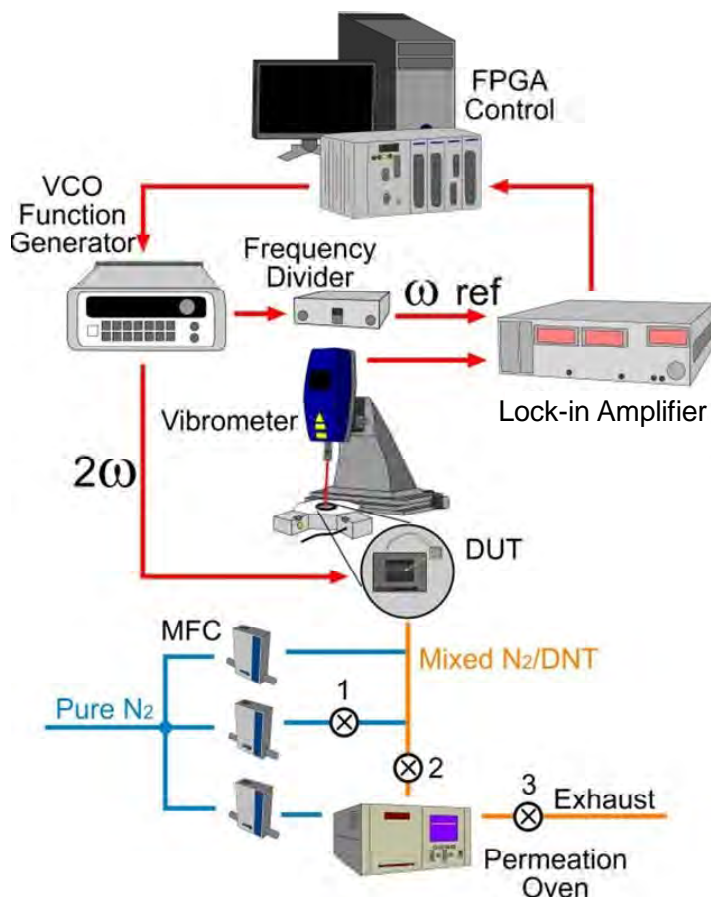 FPGA
Control
VCO
Function
Generator
Frequency
Divider
ω ref
Vibrometer
Lock-in Amplifier
2ω
DUT
MFC
Mixed N₂/DNT
1
Pure N₂
2
3
Exhaust
Permeation
Oven